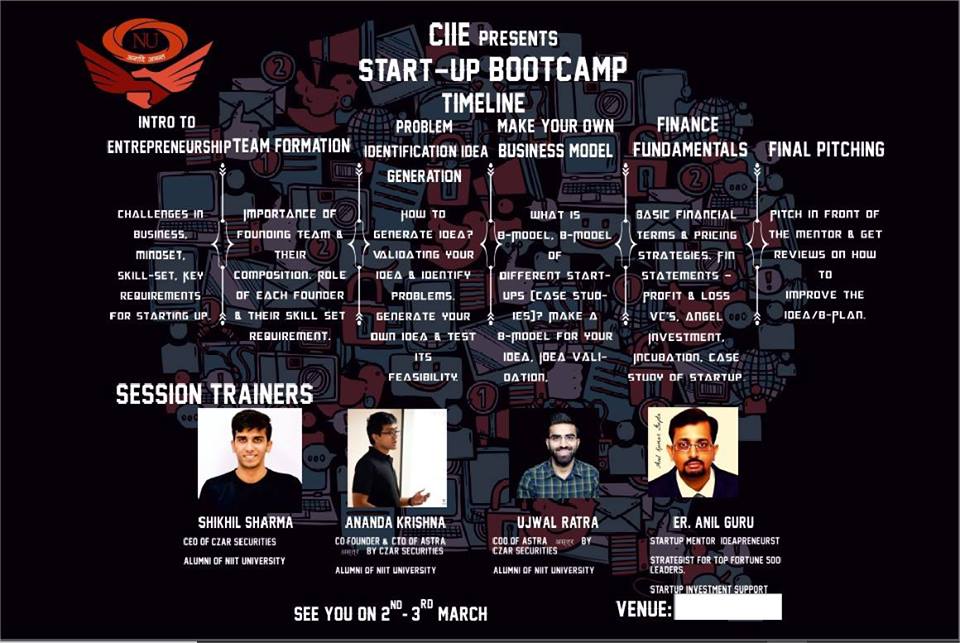 NU
अनादि अनन्त
CIIE PRESENTS
START-UP BOOTCAMP
TIMELINE
INTRO TO
ENTREPRENEURSHIP
CHALLENGES IN
BUSINESS,
MINDSET,
SKILL-SET, KEY
REQUIREMENTS
FOR STARTING UP.
TEAM FORMATION
IMPORTANCE OF
FOUNDING TEAM &
THEIR
COMPOSITION. ROLE
OF EACH FOUNDER
& THEIR SKILL SET
REQUIREMENT.
PROBLEM
IDENTIFICATION IDEA
GENERATION
HOW TO
GENERATE IDEA?
VALIDATING YOUR
IDEA & IDENTIFY
PROBLEMS.
GENERATE YOUR
OWN IDEA & TEST
ITS
FEASIBILITY.
MAKE YOUR OWN
BUSINESS MODEL
WHAT IS
B-MODEL, B-MODEL
OF
DIFFERENT START-
UPS [CASE STUD-
IES]? MAKE A
B-MODEL FOR YOUR
IDEA, IDEA VALI-
DATION,
FINANCE
FUNDAMENTALS
BASIC FINANCIAL
TERMS & PRICING
STRATEGIES. FIN
STATEMENTS -
PROFIT & LOSS
VC'S, ANGEL
INVESTMENT,
INCUBATION, CASE
STUDY OF STARTUP
FINAL PITCHING
PITCH IN FRONT OF
THE MENTOR & GET
REVIEWS ON HOW
TO
IMPROVE THE
IDEA/B-PLAN.
SESSION TRAINERS
SHIKHIL SHARMA
CEO OF CZAR SECURITIES
ALUMNI OF NIIT UNIVERSITY
ANANDA KRISHNA
CO-FOUNDER & CTO OF ASTRA
BY CZAR SECURITIES
ALUMNI OF NIIT UNIVERSITY
UJWAL RATRA
COO OF ASTRA BY
CZAR SECURITIES
ALUMNI OF NIIT UNIVERSITY
ER. ANIL GURU
STARTUP MENTOR IDEAPRENEURST
STRATEGIST FOR TOP FORTUNE 500
LEADERS.
STARTUP INVESTMENT SUPPORT
SEE YOU ON 2ND- 3RD MARCH
VENUE: